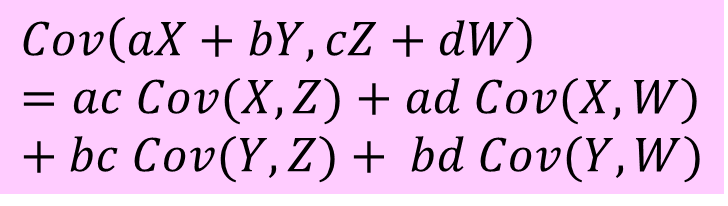 Cov(aX + bY, cZ + dW)
= ac Cov(X, Z) + ad Cov(X, W)
+ bc Cov(Y, Z) + bd Cov(Y, W)